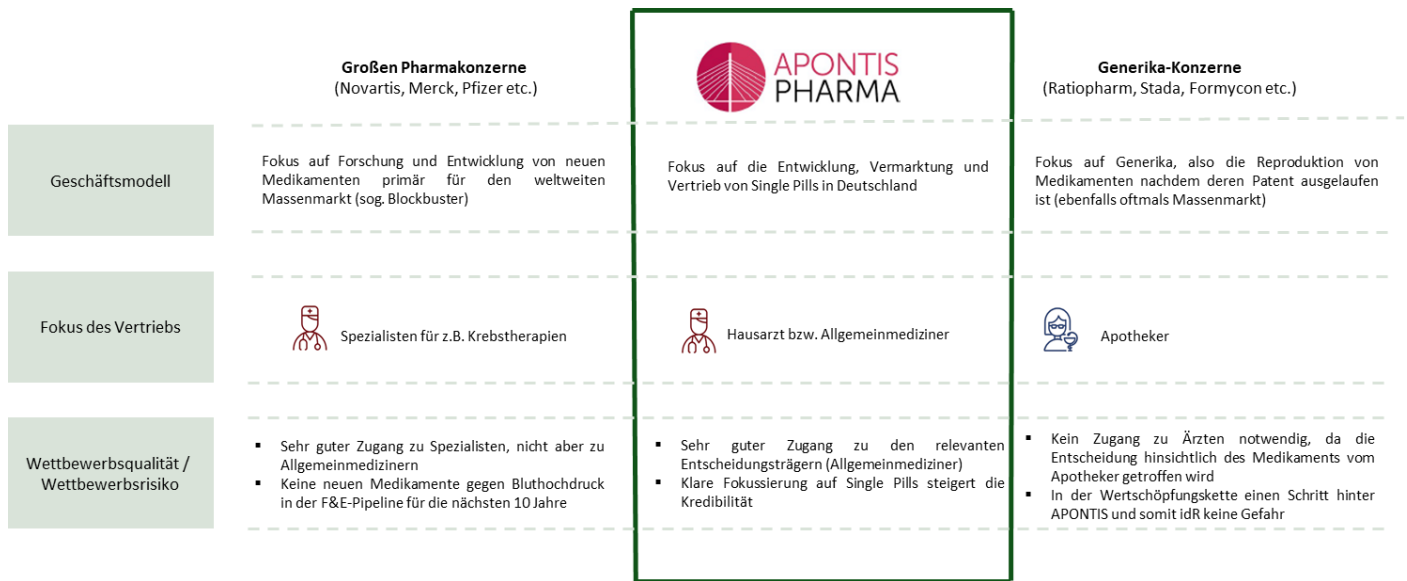 Großen Pharmakonzerne
(Novartis, Merck, Pfizer etc.)
APONTIS
PHARMA
Generika-Konzerne
(Ratiopharm, Stada, Formycon etc.)
Geschäftsmodell
Fokus auf Forschung und Entwicklung von neuen
Medikamenten primär für den weltweiten
Massenmarkt (sog. Blockbuster)
Fokus auf die Entwicklung, Vermarktung und
Vertrieb von Single Pills in Deutschland
Fokus auf Generika, also die Reproduktion von
Medikamenten nachdem deren Patent ausgelaufen
ist (ebenfalls oftmals Massenmarkt)
Fokus des Vertriebs
Spezialisten für z.B. Krebstherapien
Hausarzt bzw. Allgemeinmediziner
Apotheker
Wettbewerbsqualität /
Wettbewerbsrisiko
▪ Sehr guter Zugang zu Spezialisten, nicht aber zu
Allgemeinmedizinern
▪ Keine neuen Medikamente gegen Bluthochdruck
in der F&E-Pipeline für die nächsten 10 Jahre
▪ Sehr guter Zugang zu den relevanten
Entscheidungsträgern (Allgemeinmediziner)
▪ Klare Fokussierung auf Single Pills steigert die
Kredibilität
▪ Kein Zugang zu Ärzten notwendig, da die
Entscheidung hinsichtlich des Medikaments vom
Apotheker getroffen wird
▪ In der Wertschöpfungskette einen Schritt hinter
APONTIS und somit idR keine Gefahr